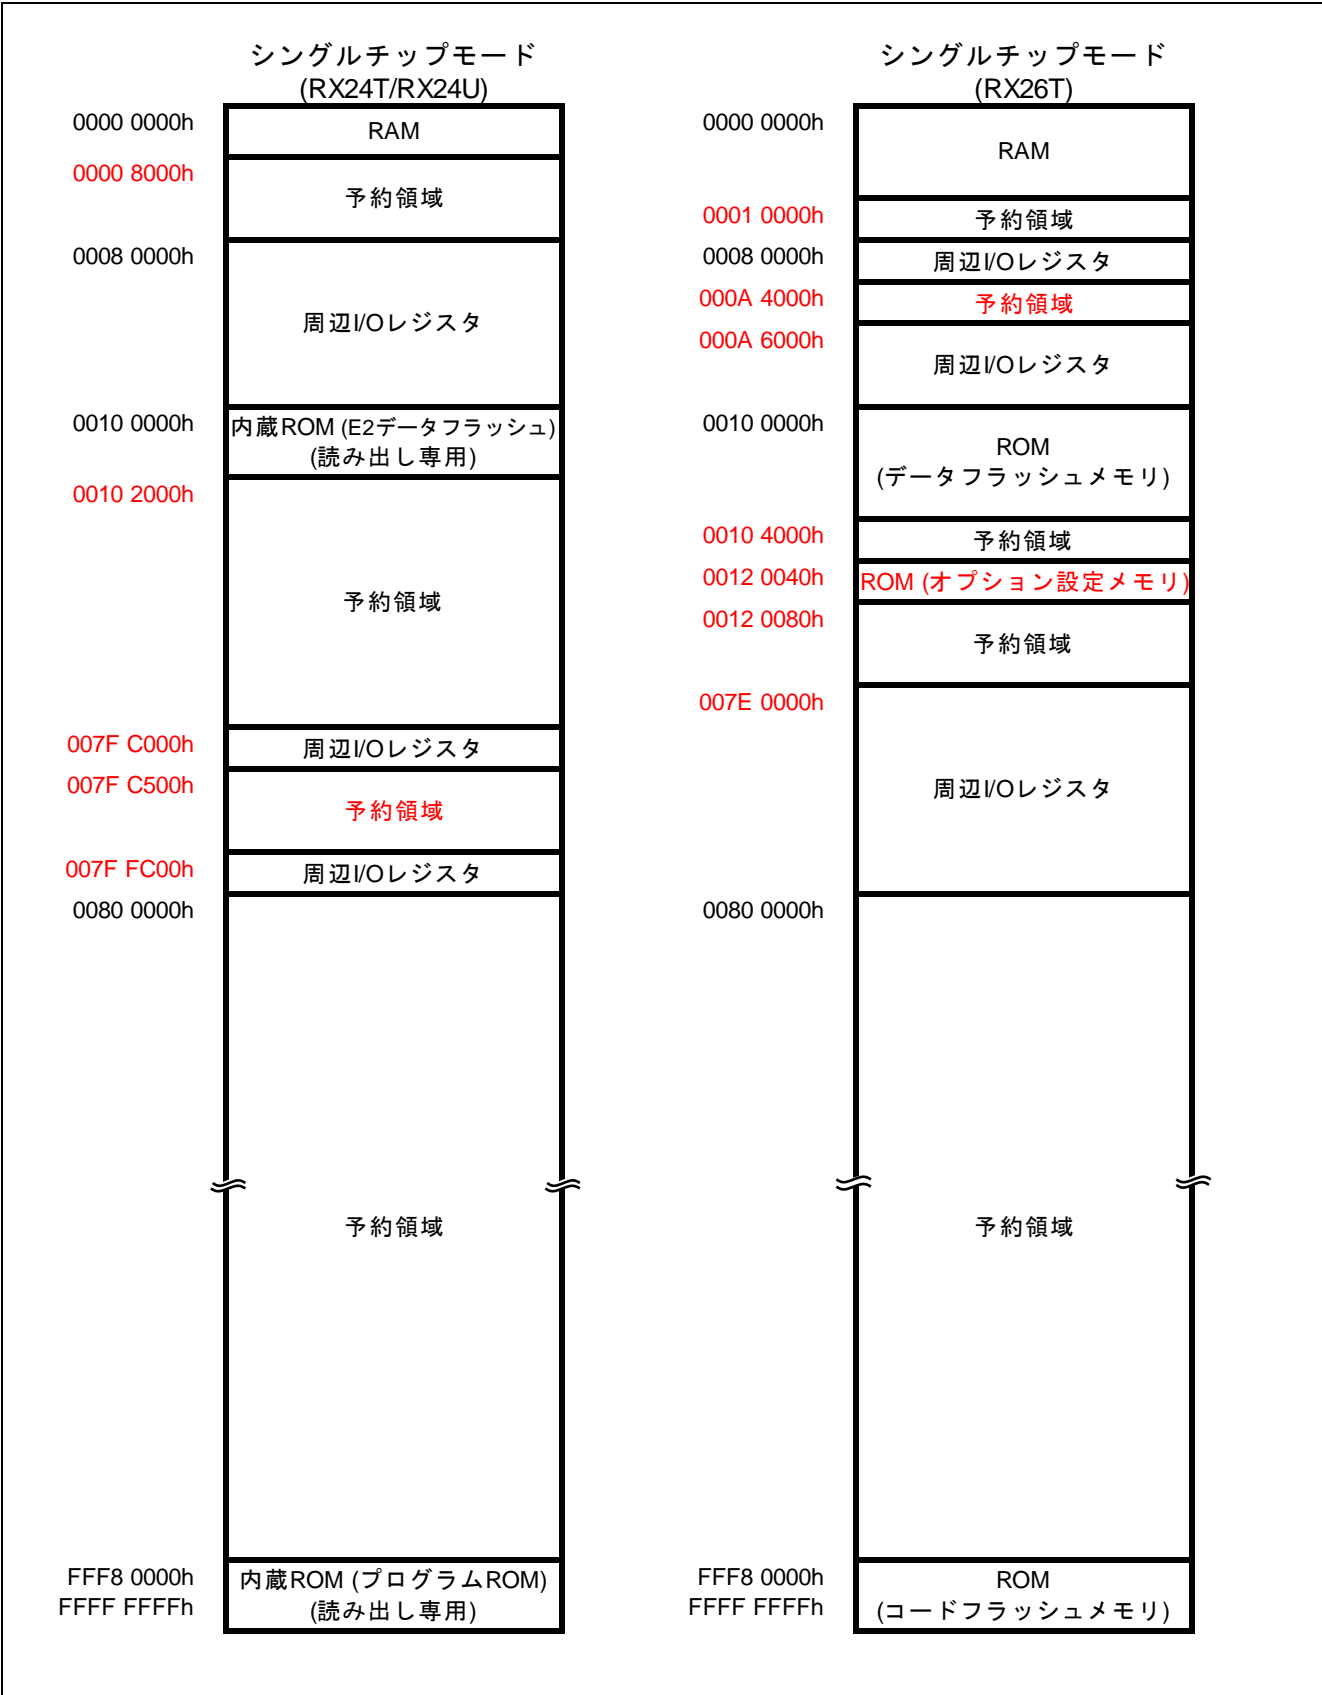 シングルチップモード
(RX24T/RX24U)
0000 0000h
RAM
0000 8000h
予約領域
0008 0000h
周辺I/Oレジスタ
0010 0000h
内蔵ROM (E2データフラッシュ)
(読み出し専用)
0010 2000h
予約領域
007F C000h
周辺I/Oレジスタ
007F C500h
予約領域
007F FC00h
周辺I/Oレジスタ
0080 0000h
予約領域
FFF8 0000h
内蔵ROM (プログラムROM)
FFFF FFFFh
(読み出し専用)
シングルチップモード
(RX26T)
0000 0000h
RAM
0001 0000h
予約領域
0008 0000h
周辺I/Oレジスタ
000A 4000h
予約領域
000A 6000h
周辺I/Oレジスタ
0010 0000h
ROM
(データフラッシュメモリ)
0010 4000h
予約領域
0012 0040h
ROM (オプション設定メモリ)
0012 0080h
予約領域
007E 0000h
周辺I/Oレジスタ
0080 0000h
予約領域
FFF8 0000h
ROM
FFFF FFFFh
(コードフラッシュメモリ)